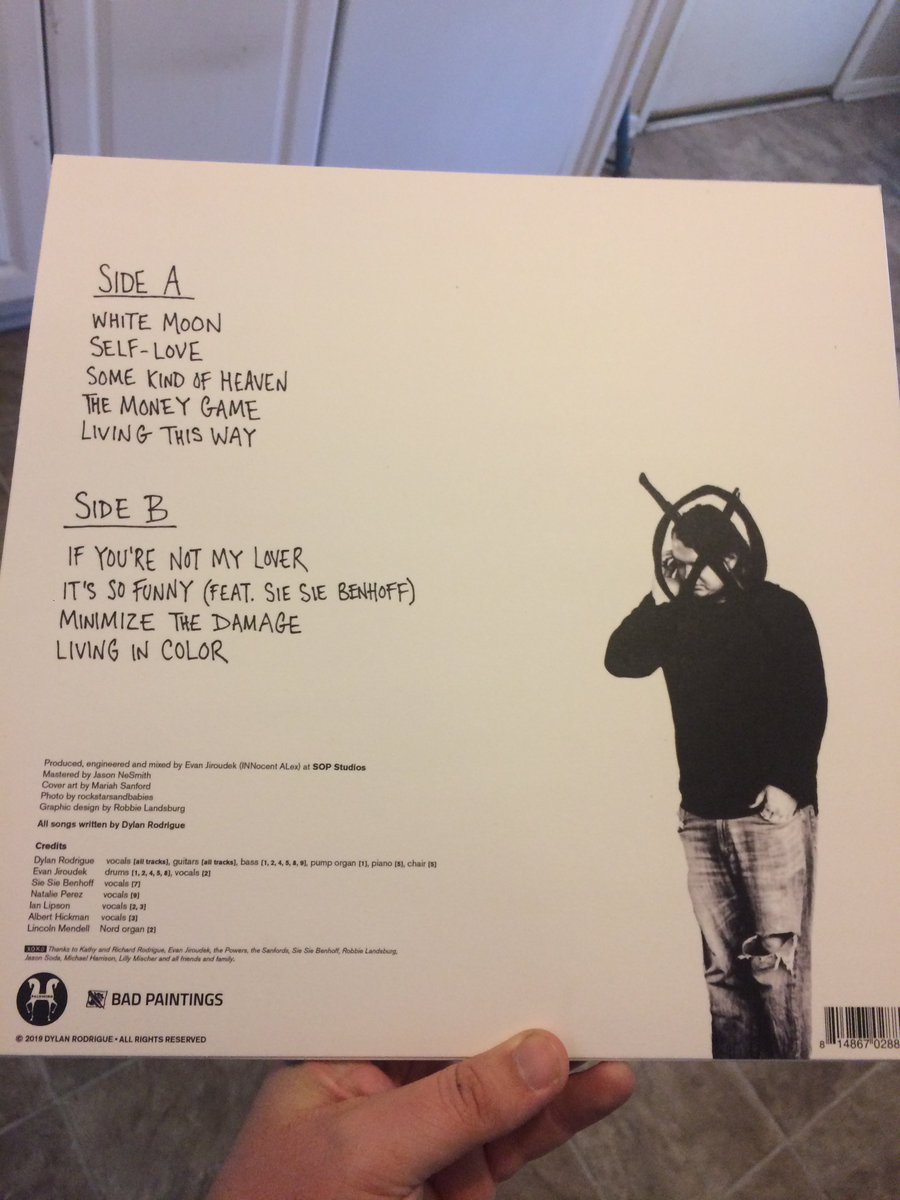 SIDE A
WHITE MOON
SELF-LOVE
SOME KIND OF HEAVEN
THE MONEY GAME
LIVING THIS WAY
SIDE B
IF YOU'RE NOT MY LOVER
IT'S SO FUNNY (FEAT. SIE SIE BENHOFF)
MINIMIZE THE DAMAGE
LIVING IN COLOR
Produced, engineered and mixed by Evan Jiroudek (INNocent ALex) at SOP Studios
Mastered by Jason NeSmith
Cover art by Mariah Sanford
Photo by rockstarsandbabies
Graphic design by Robbie Landsburg
All songs written by Dylan Rodrigue
Credits
Dylan Rodrigue vocals [all tracks], guitars [all tracks], bass [1, 2, 4, 5, 8, 9], pump organ [1], piano [5], chair [5]
Evan Jiroudek drums [1, 2, 4, 5, 8], vocals [2]
Sie Sie Benhoff vocals [7]
Natalie Perez vocals [9]
Ian Lipson vocals [2, 3]
Albert Hickman vocals [3]
Lincoln Mendell Nord organ [2]
Thanks to Kathy and Richard Rodrigue, Evan Jiroudek, the Powers, the Sanfords, Sie Sie Benhoff, Robbie Landsburg,
Jason Soda, Michael Harrison, Lilly Mischer and all friends and family.
BAD PAINTINGS
© 2019 DYLAN RODRIGUE • ALL RIGHTS RESERVED
8 14867 0288